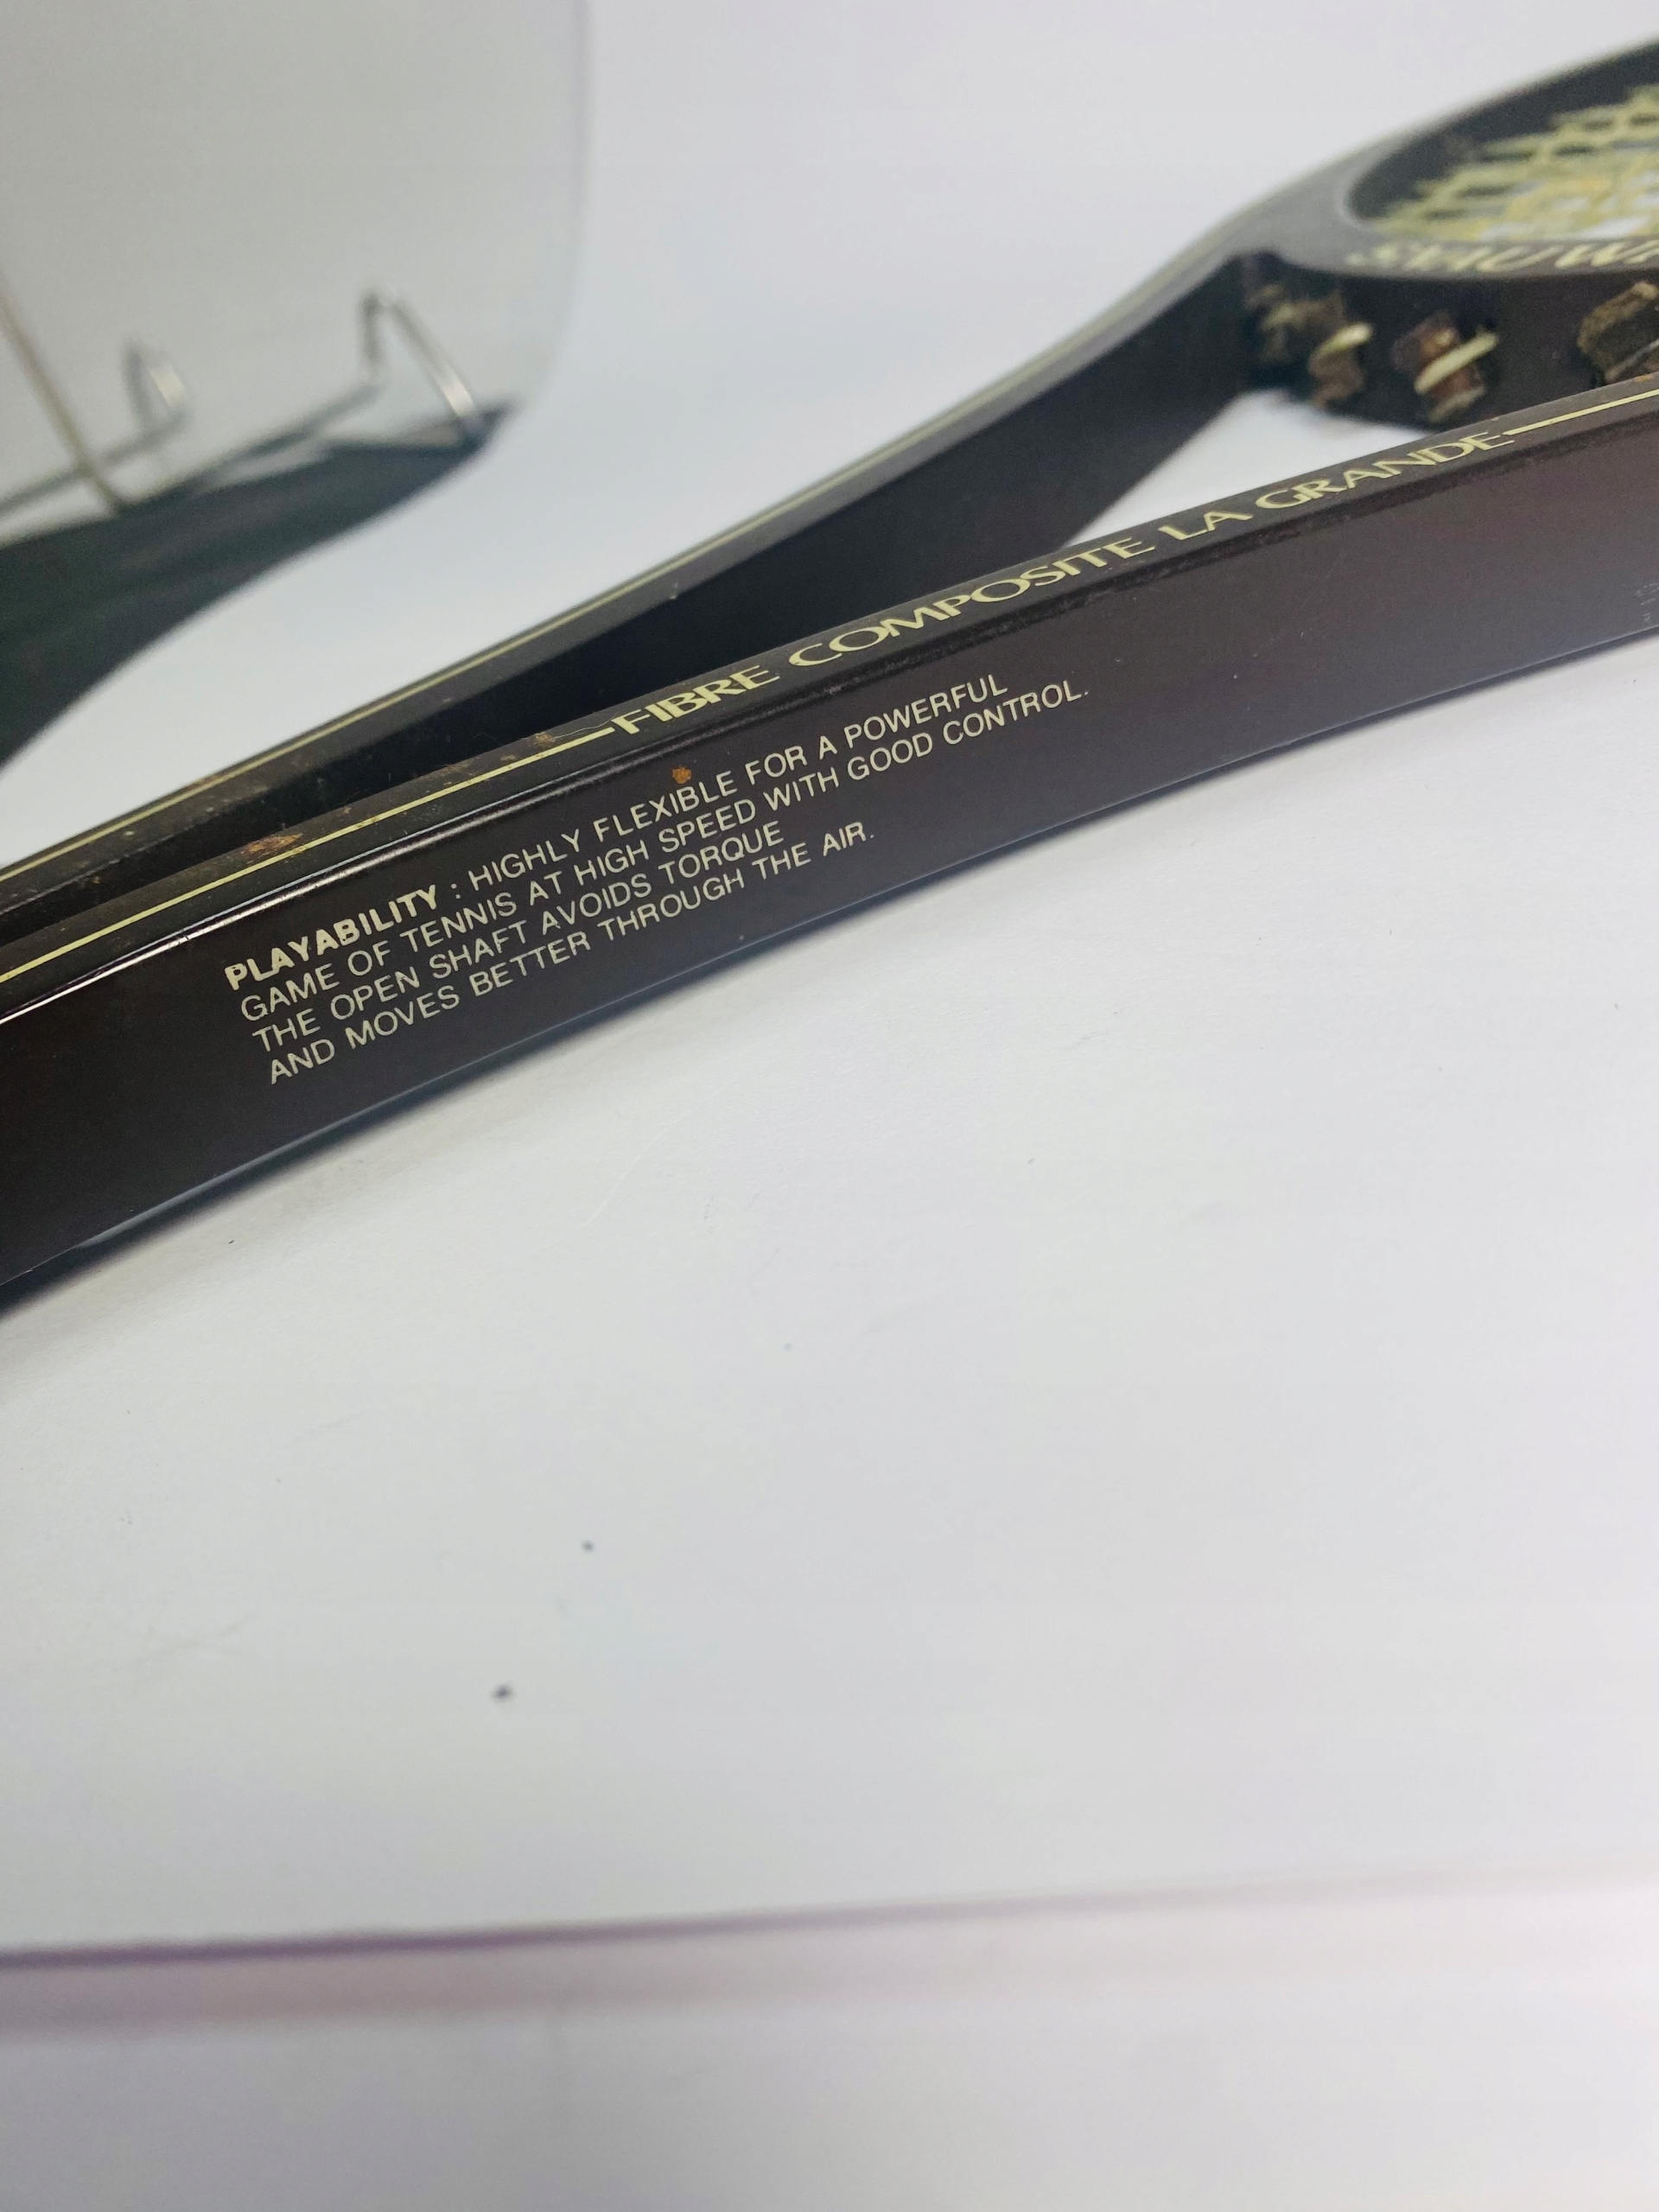 FIBRE COMPOSITE LA GRANDE
PLAYABILITY : HIGHLY FLEXIBLE FOR A POWERFUL
GAME OF TENNIS AT HIGH SPEED WITH GOOD CONTROL.
THE OPEN SHAFT AVOIDS TORQUE
AND MOVES BETTER THROUGH THE AIR.